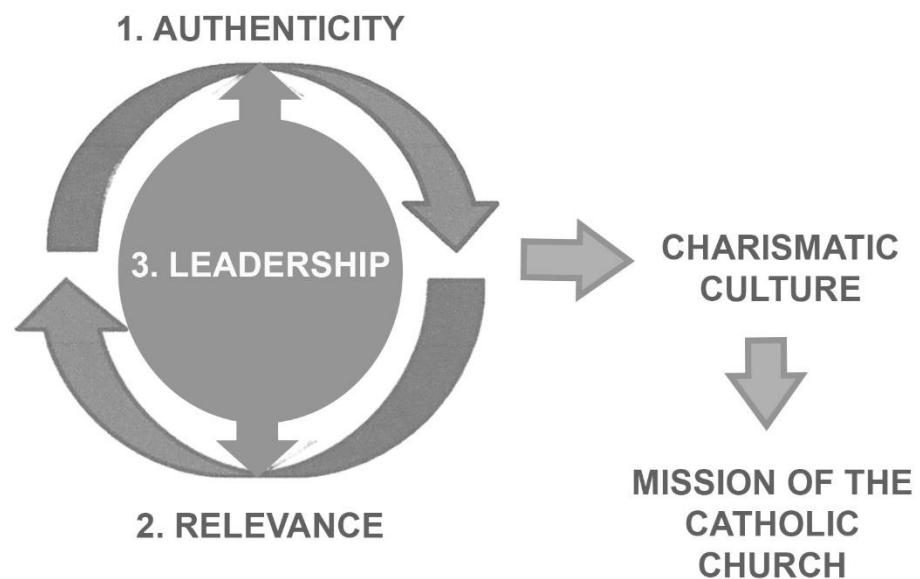 1. AUTHENTICITY
3. LEADERSHIP
2. RELEVANCE
CHARISMATIC
CULTURE
MISSION OF THE
CATHOLIC
CHURCH